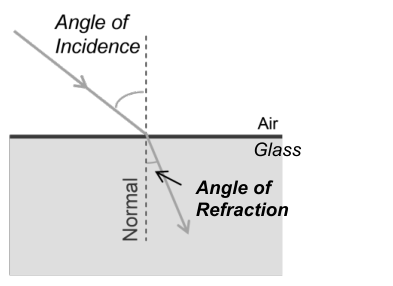 Angle of
Incidence
Air
Glass
Normal
Angle of
Refraction